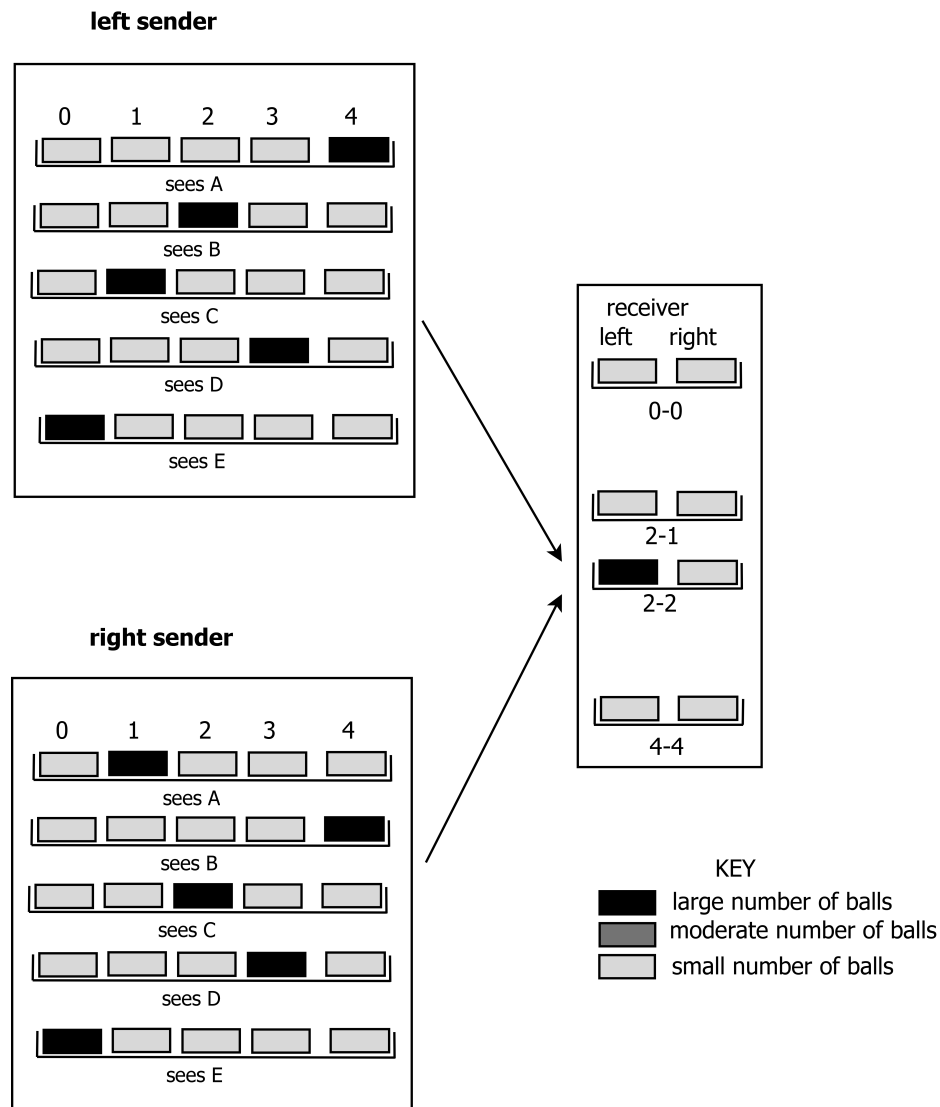 left sender
0 1 2 3 4
sees A
sees B
sees C
sees D
sees E
receiver
left right
0-0
2-1
2-2
4-4
right sender
0 1 2 3 4
sees A
sees B
sees C
sees D
sees E
KEY
large number of balls
moderate number of balls
small number of balls